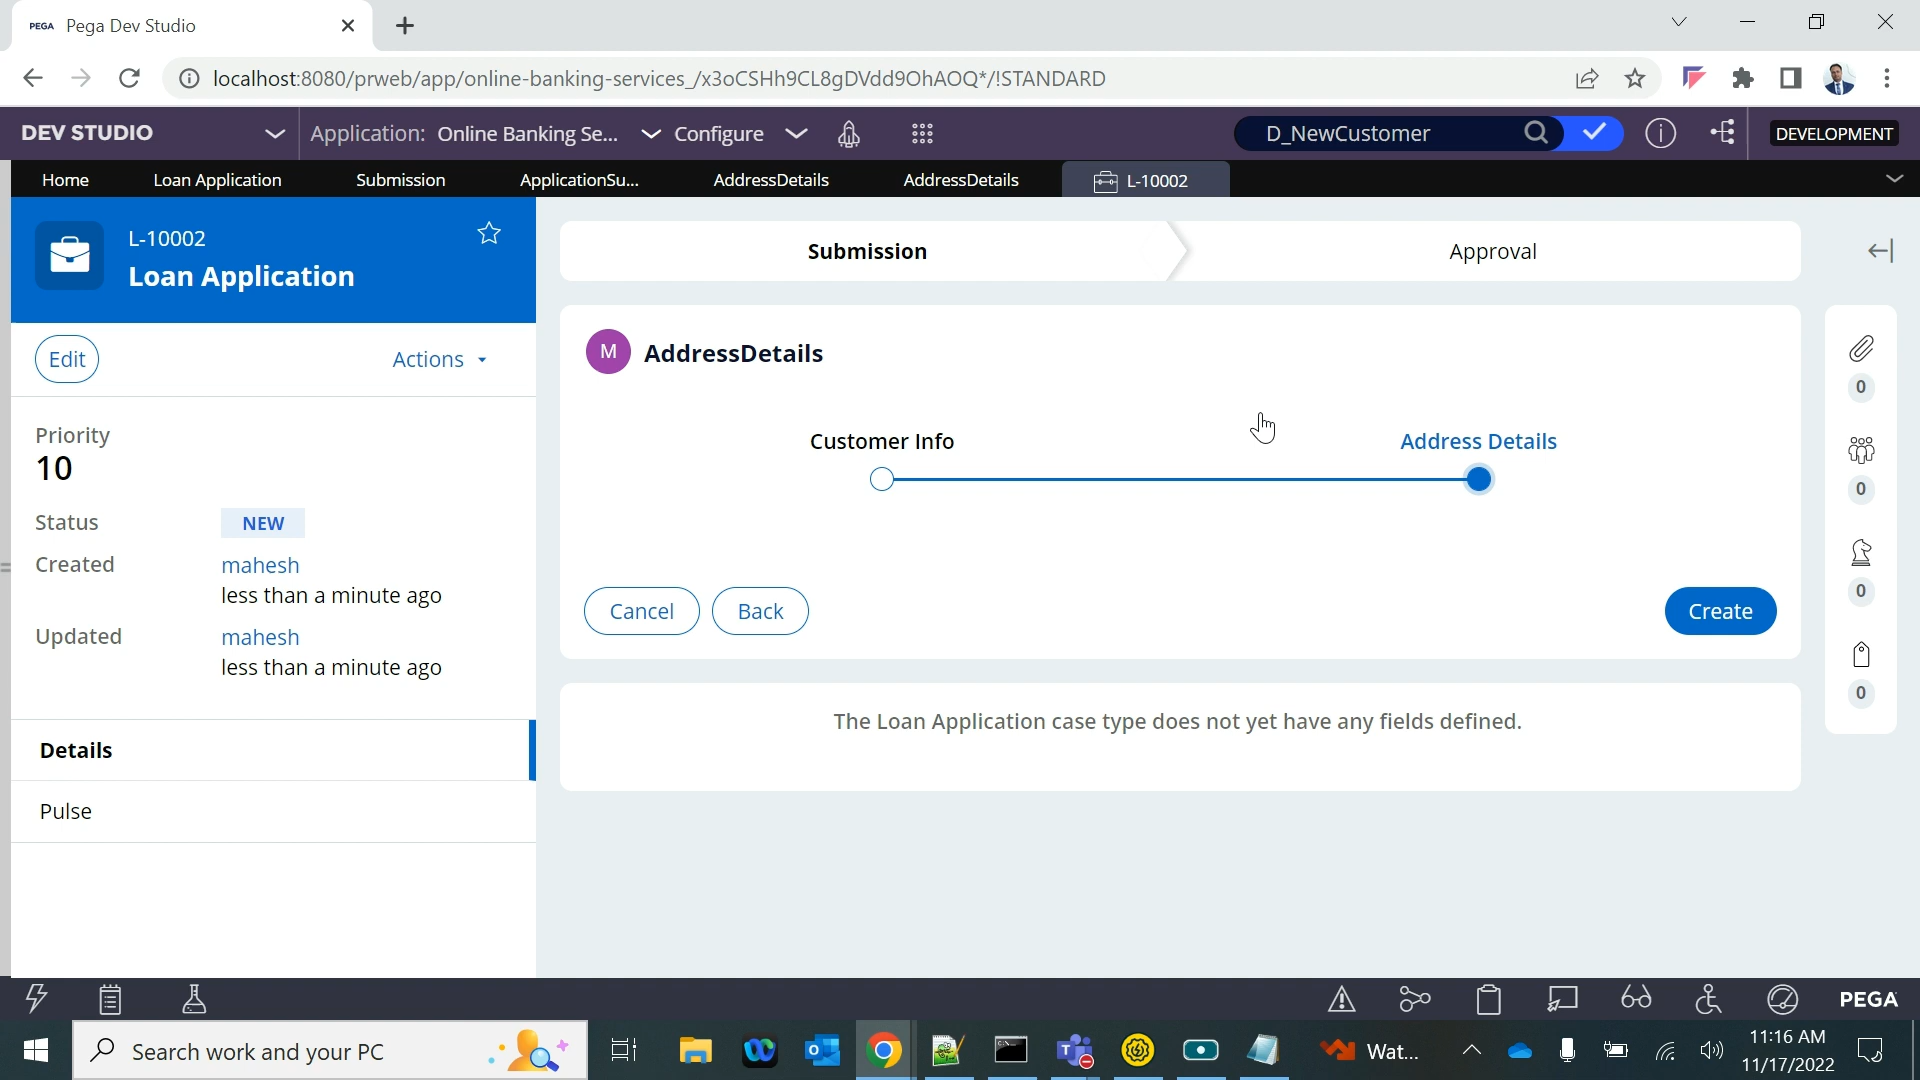 PEGA Pega Dev Studio
localhost:8080/prweb/app/online-banking-services_/x3oCSHh9CL8gDVdd9OhAOQ*/!STANDARD
DEV STUDIO Application: Online Banking Se... Configure D_NewCustomer DEVELOPMENT
Home Loan Application Submission ApplicationSu... AddressDetails AddressDetails L-10002
L-10002
Loan Application
Edit Actions
Priority
10
Status NEW
Created mahesh
less than a minute ago
Updated mahesh
less than a minute ago
Details
Pulse
Submission Approval
M AddressDetails
Customer Info Address Details
Cancel Back Create
The Loan Application case type does not yet have any fields defined.
0
0
0
0
PEGA
Search work and your PC
Wat...
11:16 AM
11/17/2022